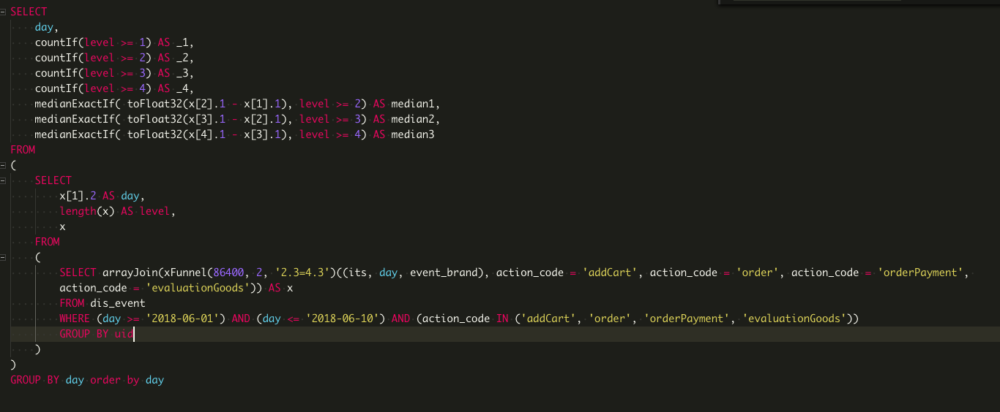 SELECT
day,
countIf(level >= 1) AS _1,
countIf(level >= 2) AS _2,
countIf(level >= 3) AS _3,
countIf(level >= 4) AS _4,
medianExactIf( toFloat32(x[2].1 - x[1].1), level >= 2) AS median1,
medianExactIf( toFloat32(x[3].1 - x[2].1), level >= 3) AS median2,
medianExactIf( toFloat32(x[4].1 - x[3].1), level >= 4) AS median3
FROM
(
SELECT
x[1].2 AS day,
length(x) AS level,
x
FROM
(
SELECT arrayJoin(xFunnel(86400, 2, '2.3=4.3')((its, day, event_brand), action_code = 'addCart', action_code = 'order', action_code = 'orderPayment',
action_code = 'evaluationGoods')) AS x
FROM dis_event
WHERE (day >= '2018-06-01') AND (day <= '2018-06-10') AND (action_code IN ('addCart', 'order', 'orderPayment', 'evaluationGoods'))
GROUP BY uid
)
)
GROUP BY day order by day